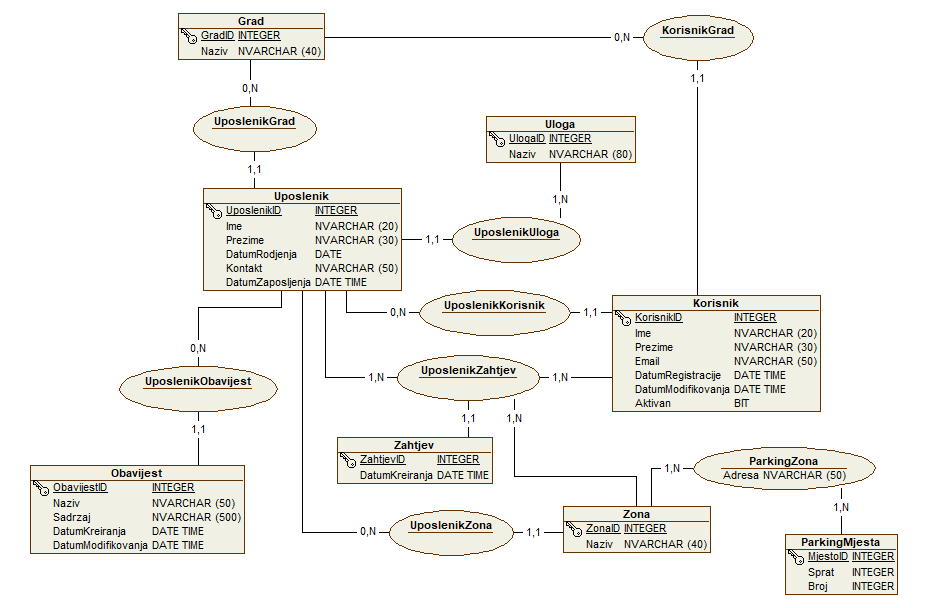 Grad
GradID INTEGER
Naziv NVARCHAR (40)
0,N
KorisnikGrad
1,1
0,N
UposlenikGrad
1,1
Uloga
UlogaID INTEGER
Naziv NVARCHAR (80)
1,N
UposlenikUloga
1,1
Uposlenik
UposlenikID INTEGER
Ime NVARCHAR (20)
Prezime NVARCHAR (30)
DatumRodjenja DATE
Kontakt NVARCHAR (50)
DatumZaposljenja DATE TIME
0,N
UposlenikKorisnik
1,1
Korisnik
KorisnikID INTEGER
Ime NVARCHAR (20)
Prezime NVARCHAR (30)
Email NVARCHAR (50)
DatumRegistracije DATE TIME
DatumModifikovanja DATE TIME
Aktivan BIT
0,N
UposlenikObavijest
1,1
1,N
UposlenikZahtjev
1,N
1,1
1,N
Zahtjev
ZahtjevID INTEGER
DatumKreiranja DATE TIME
Obavijest
ObavijestID INTEGER
Naziv NVARCHAR (50)
Sadrzaj NVARCHAR (500)
DatumKreiranja DATE TIME
DatumModifikovanja DATE TIME
0,N
UposlenikZona
1,1
Zona
ZonaID INTEGER
Naziv NVARCHAR (40)
1,N
ParkingZona
Adresa NVARCHAR (50)
1,N
ParkingMjesta
MjestoID INTEGER
Sprat INTEGER
Broj INTEGER